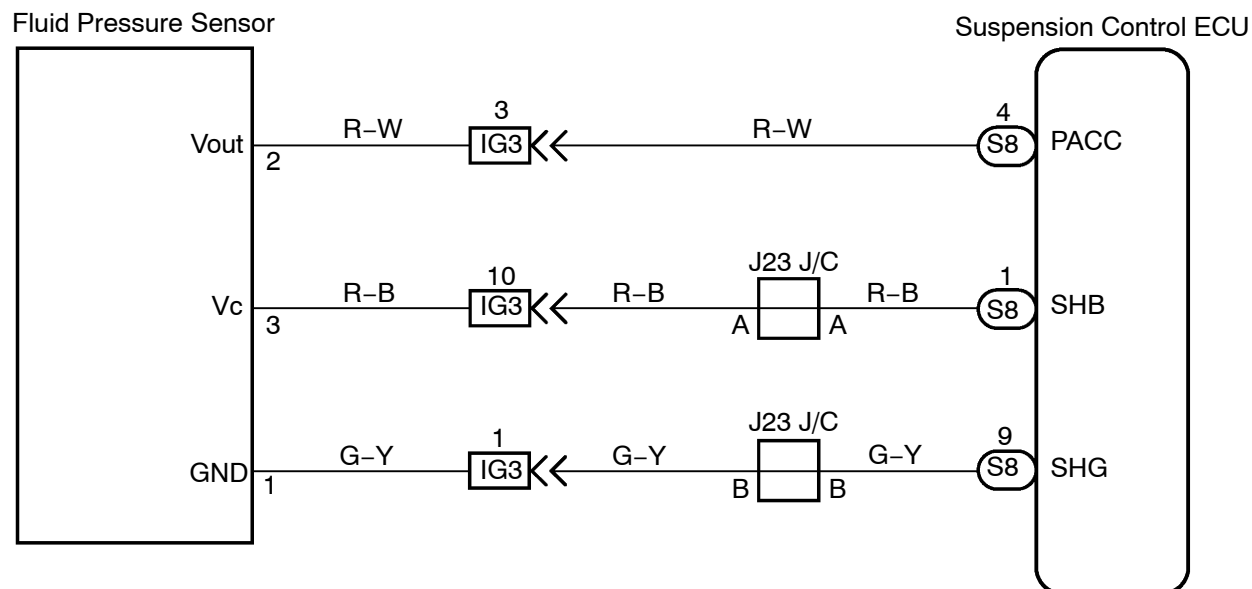 Fluid Pressure Sensor
Suspension Control ECU
Vout
2
R−W
3
IG3
R−W
4
S8
PACC
Vc
3
R−B
10
IG3
R−B
J23 J/C
A
A
R−B
1
S8
SHB
GND
1
G−Y
1
IG3
G−Y
J23 J/C
B
B
G−Y
9
S8
SHG